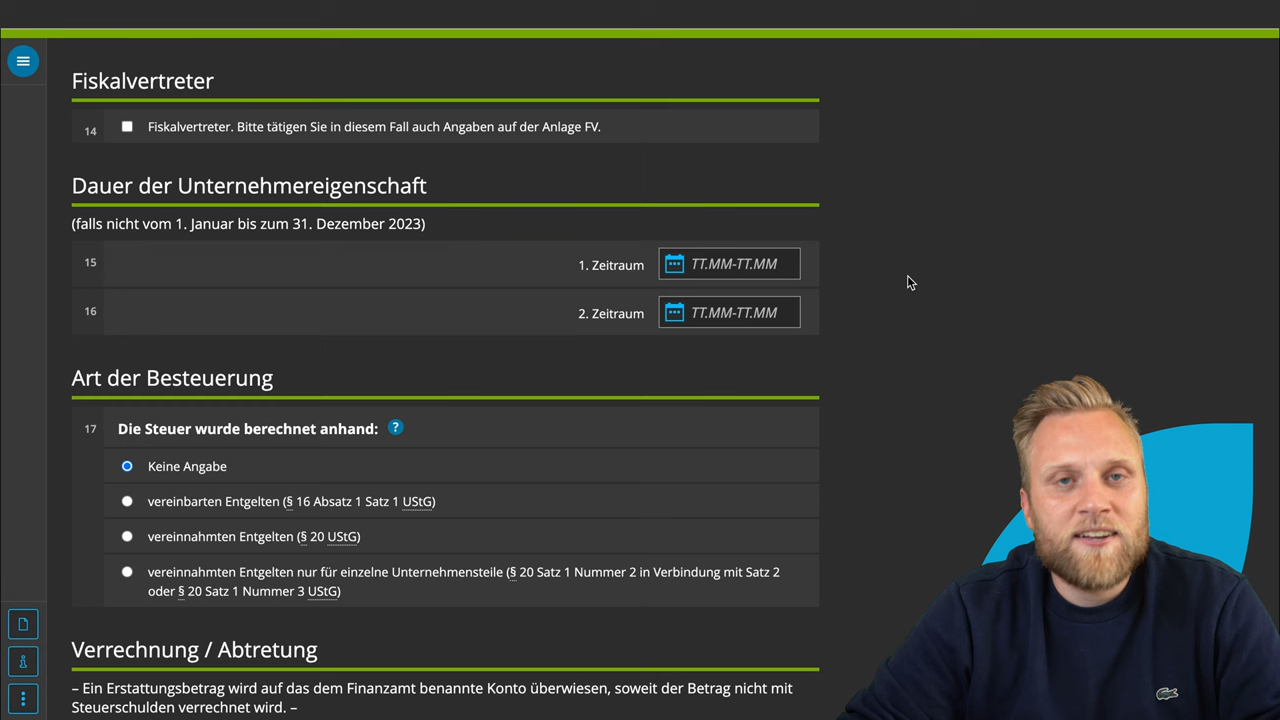 Fiskalvertreter
14
Fiskalvertreter. Bitte tätigen Sie in diesem Fall auch Angaben auf der Anlage FV.
Dauer der Unternehmereigenschaft
(falls nicht vom 1. Januar bis zum 31. Dezember 2023)
15 1. Zeitraum TT.MM-TT.MM
16 2. Zeitraum TT.MM-TT.MM
Art der Besteuerung
17 Die Steuer wurde berechnet anhand: ?
Keine Angabe
vereinbarten Entgelten (§ 16 Absatz 1 Satz 1 UStG)
vereinnahmten Entgelten (§ 20 UStG)
vereinnahmten Entgelten nur für einzelne Unternehmensteile (§ 20 Satz 1 Nummer 2 in Verbindung mit Satz 2
oder § 20 Satz 1 Nummer 3 UStG)
Verrechnung / Abtretung
– Ein Erstattungsbetrag wird auf das dem Finanzamt benannte Konto überwiesen, soweit der Betrag nicht mit
Steuerschulden verrechnet wird. –